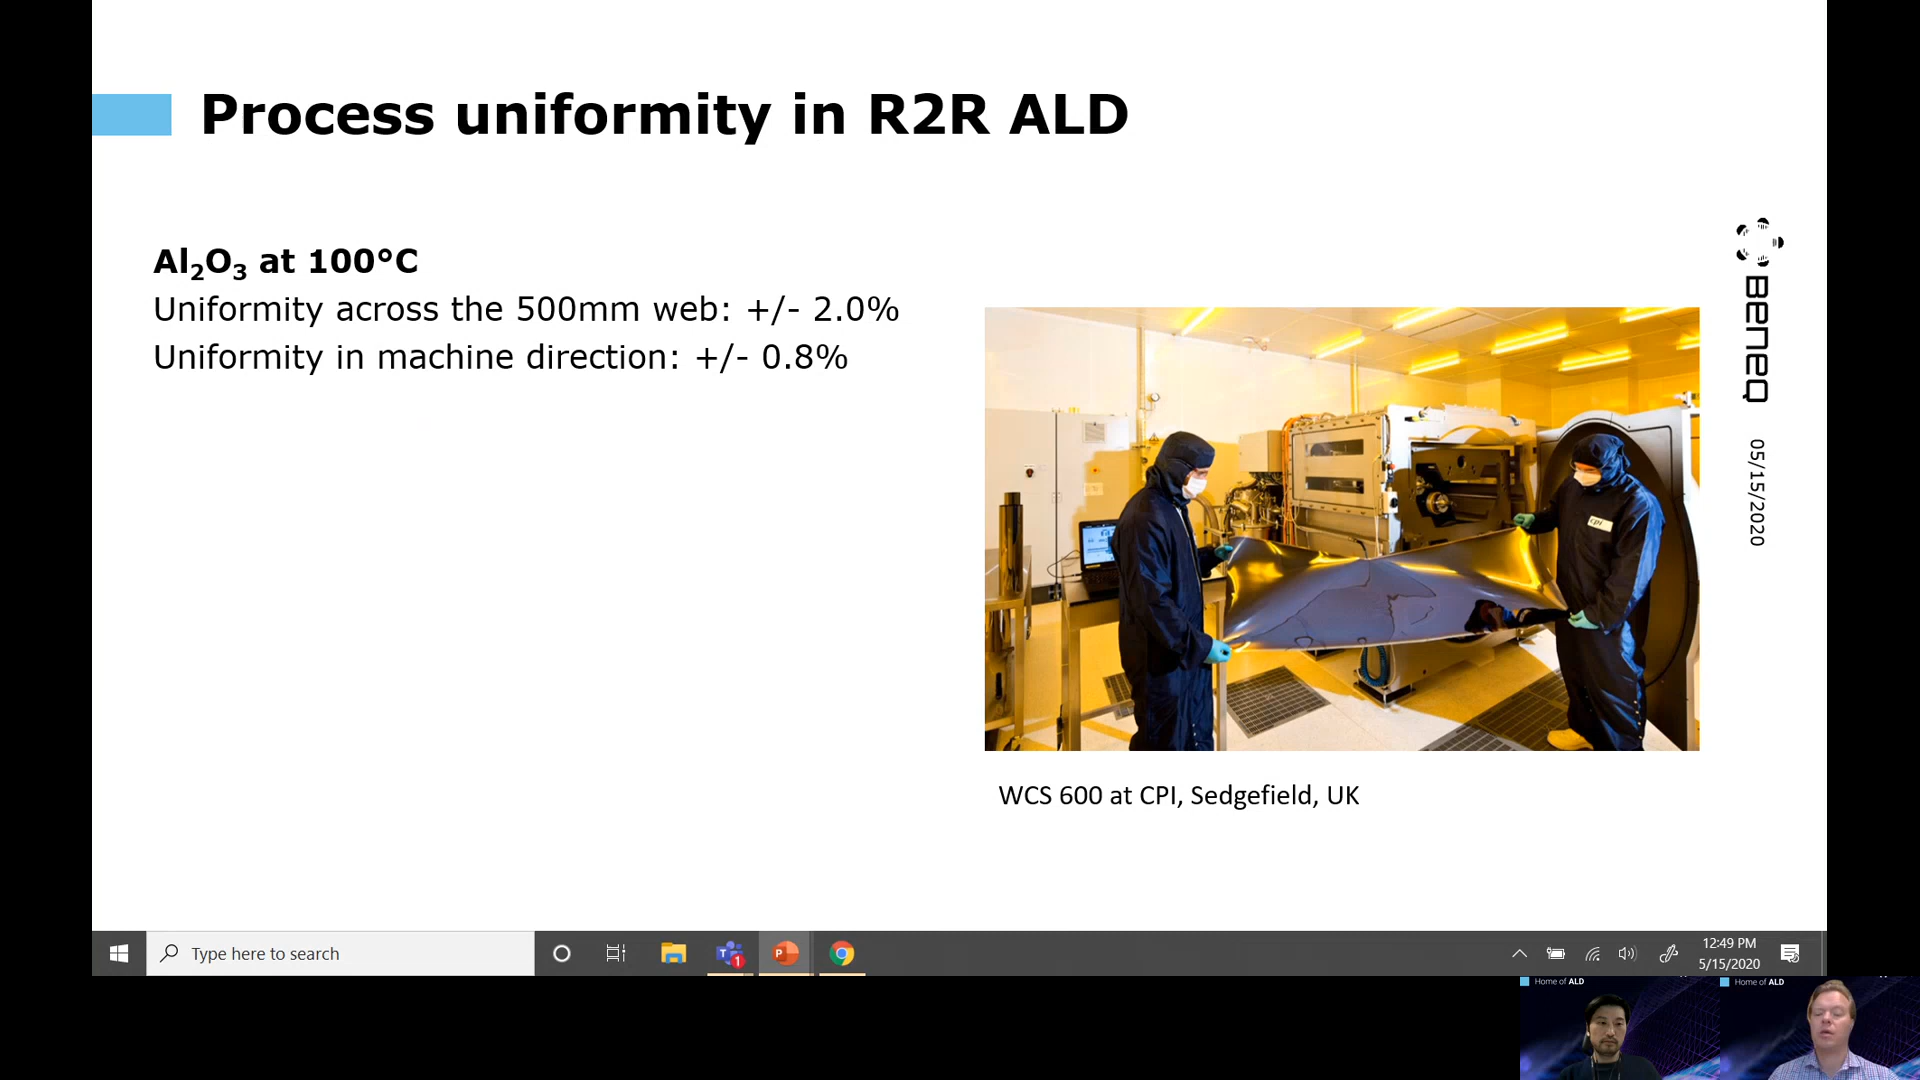 Process uniformity in R2R ALD
Al₂O₃ at 100°C
Uniformity across the 500mm web: +/- 2.0%
Uniformity in machine direction: +/- 0.8%
BENEQ
05/15/2020
cpi
WCS 600 at CPI, Sedgefield, UK
Type here to search
T
1
P
12:49 PM
5/15/2020
Home of ALD
Home of ALD